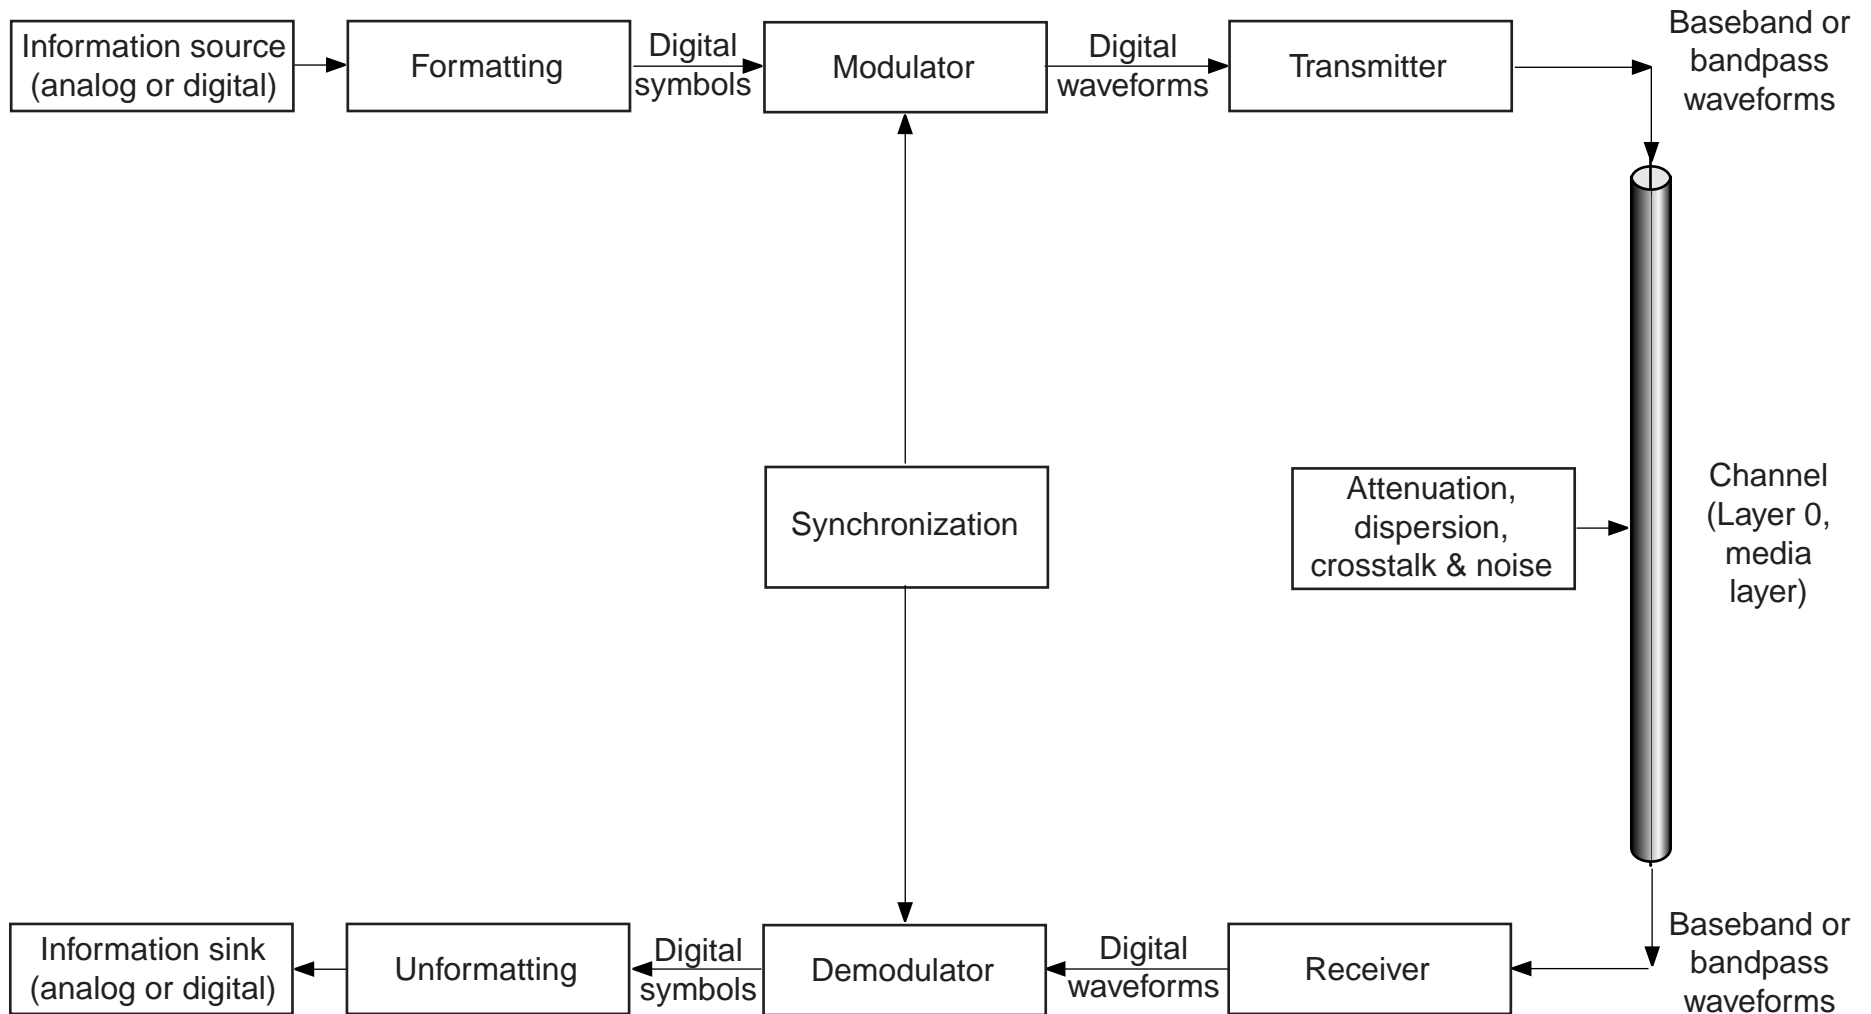 Information source
(analog or digital)
Formatting
Digital
symbols
Modulator
Digital
waveforms
Transmitter
Baseband or
bandpass
waveforms
Synchronization
Attenuation,
dispersion,
crosstalk & noise
Channel
(Layer 0,
media
layer)
Information sink
(analog or digital)
Unformatting
Digital
symbols
Demodulator
Digital
waveforms
Receiver
Baseband or
bandpass
waveforms